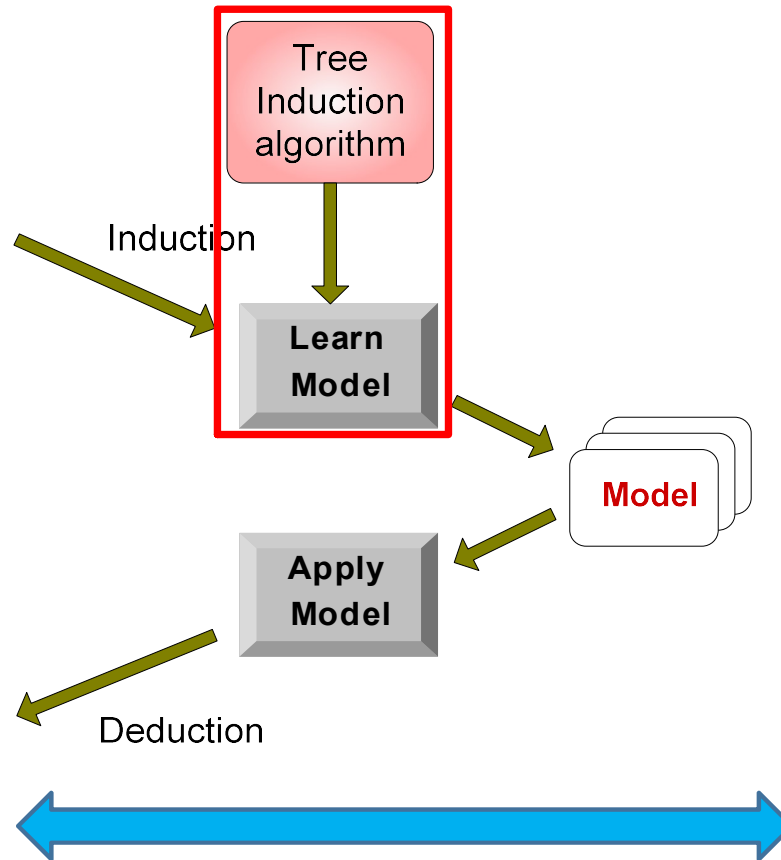 Tree
Induction
algorithm
Induction
Learn
Model
Model
Apply
Model
Deduction